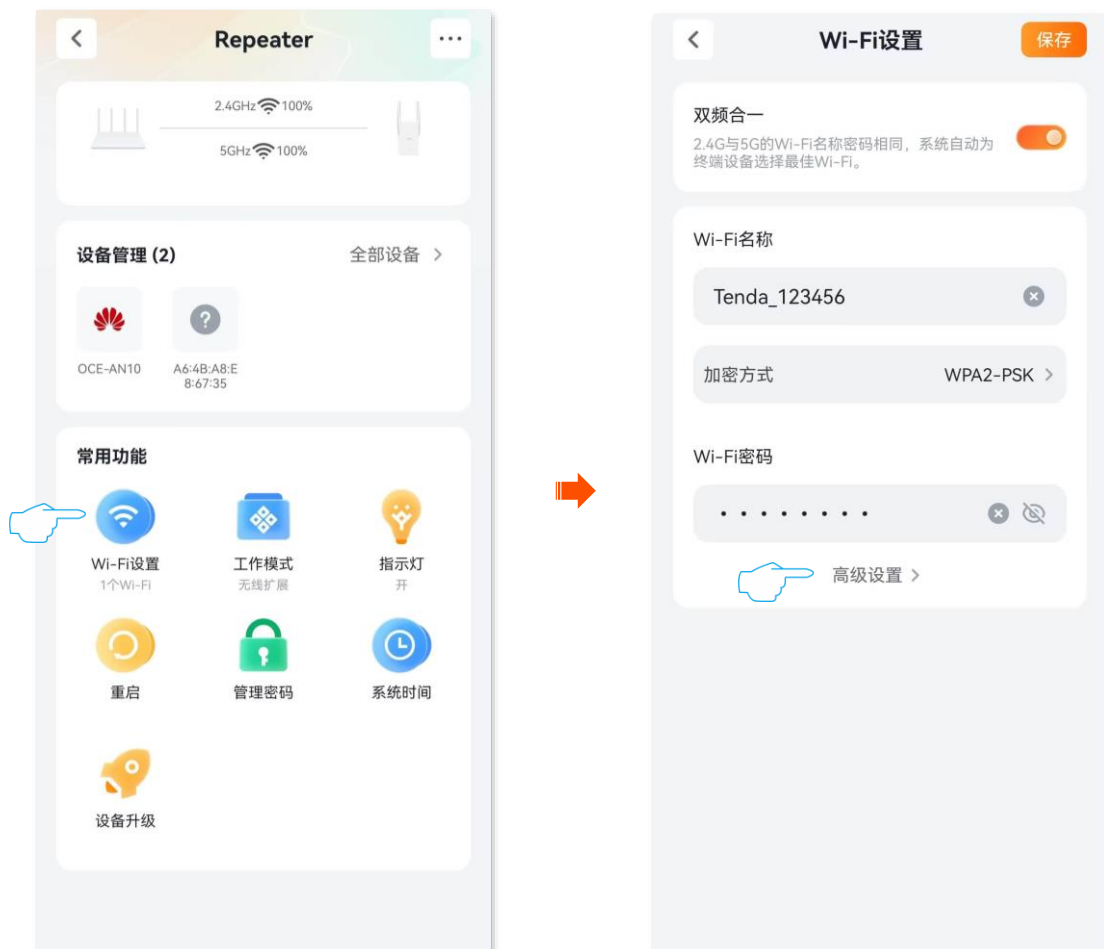 Repeater
2.4GHz 100%
5GHz 100%
设备管理 (2)
全部设备
OCE-AN10
A6:4B:A8:E
8:67:35
常用功能
Wi-Fi设置
1个Wi-Fi
工作模式
无线扩展
指示灯
开
重启
管理密码
系统时间
设备升级
Wi-Fi设置
保存
双频合一
2.4G与5G的Wi-Fi名称密码相同，系统自动为
终端设备选择最佳Wi-Fi。
Wi-Fi名称
Tenda_123456
加密方式
WPA2-PSK
Wi-Fi密码
高级设置